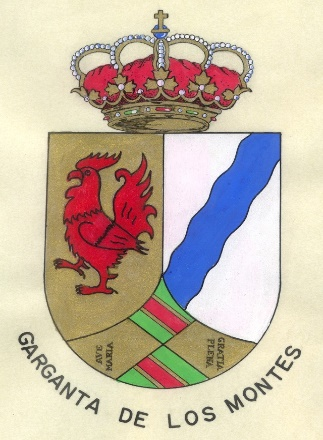 AVE
MARIA
GRATIA
PLENA
GARGANTA DE LOS MONTES